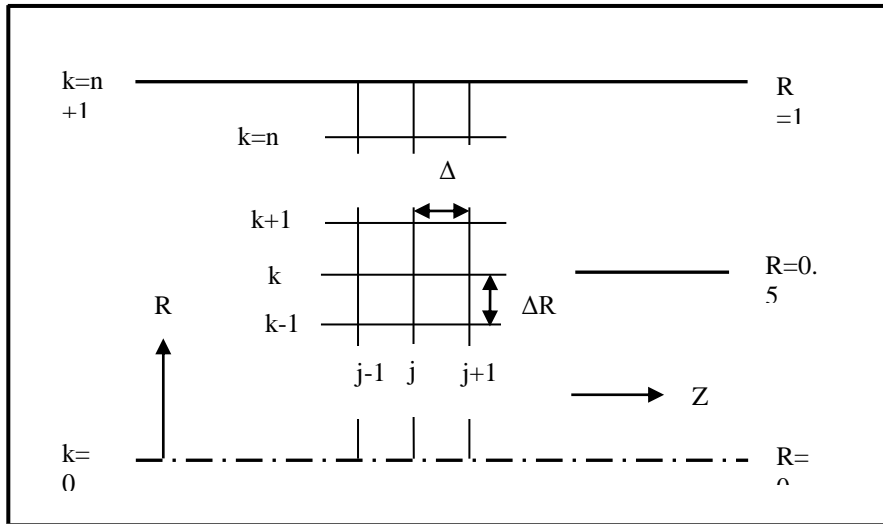 k=n
+1
R
=1
k=n
Δ
k+1
k
R=0.
5
R
ΔR
k-1
j-1 j j+1
Z
k=
0
R=